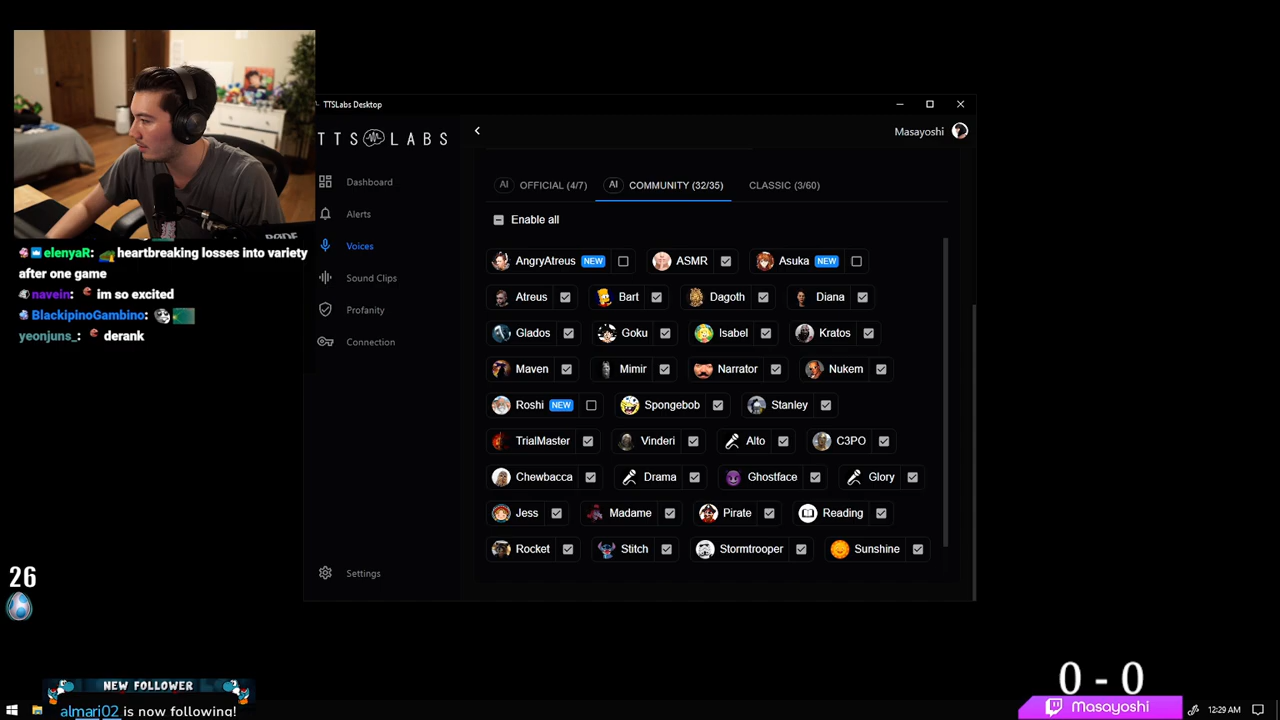 elenyaR: heartbreaking losses into variety
after one game
navein: im so excited
BlackipinoGambino:
yeonjuns_: derank
26
NEW FOLLOWER
almari02 is now following!
TTSLabs Desktop
TTS LABS
Masayoshi
Dashboard
Alerts
Voices
Sound Clips
Profanity
Connection
Settings
AI OFFICIAL (4/7) AI COMMUNITY (32/35) CLASSIC (3/60)
Enable all
AngryAtreus NEW ASMR Asuka NEW
Atreus Bart Dagoth Diana
Glados Goku Isabel Kratos
Maven Mimir Narrator Nukem
Roshi NEW Spongebob Stanley
TrialMaster Vinderi Alto C3PO
Chewbacca Drama Ghostface Glory
Jess Madame Pirate Reading
Rocket Stitch Stormtrooper Sunshine
0 - 0
Masayoshi
12:29 AM